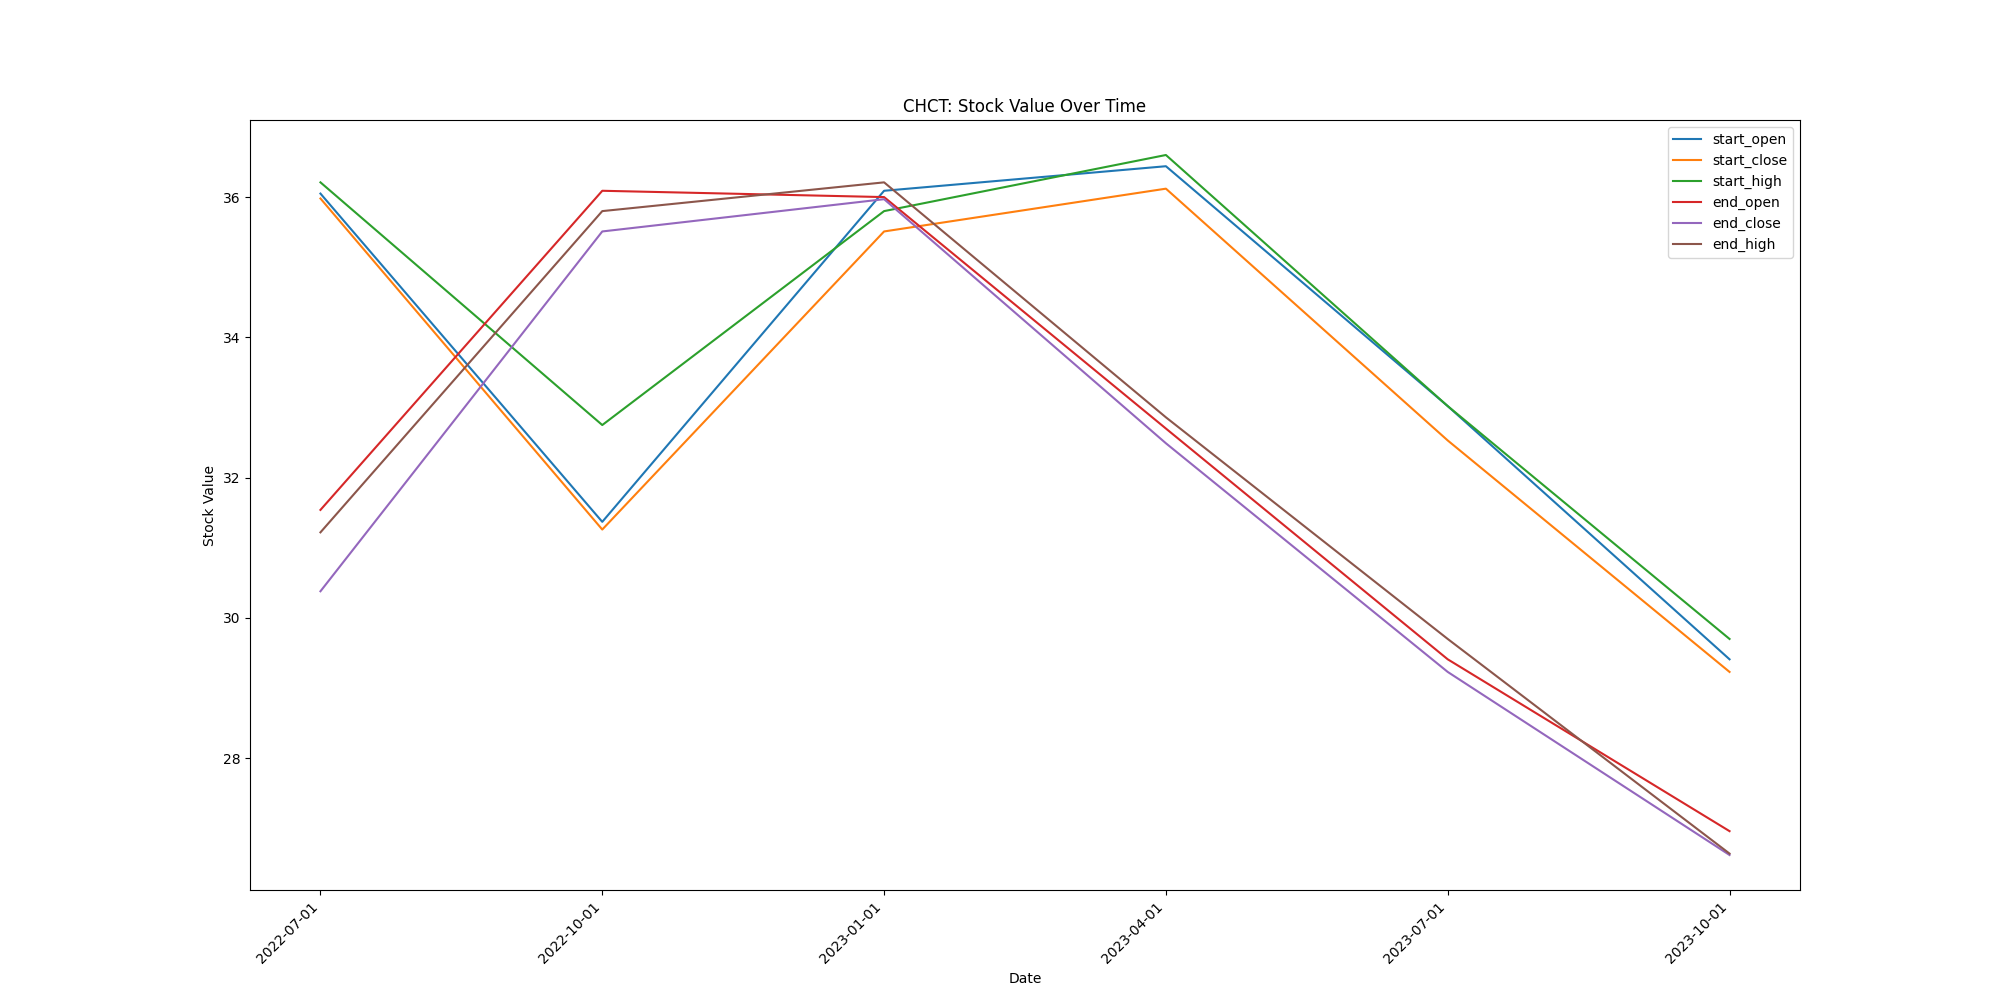 CHCT: Stock Value Over Time
start_open
start_close
start_high
end_open
end_close
end_high
Stock Value
36
34
32
30
28
2022-07-01
2022-10-01
2023-01-01
2023-04-01
2023-07-01
2023-10-01
Date